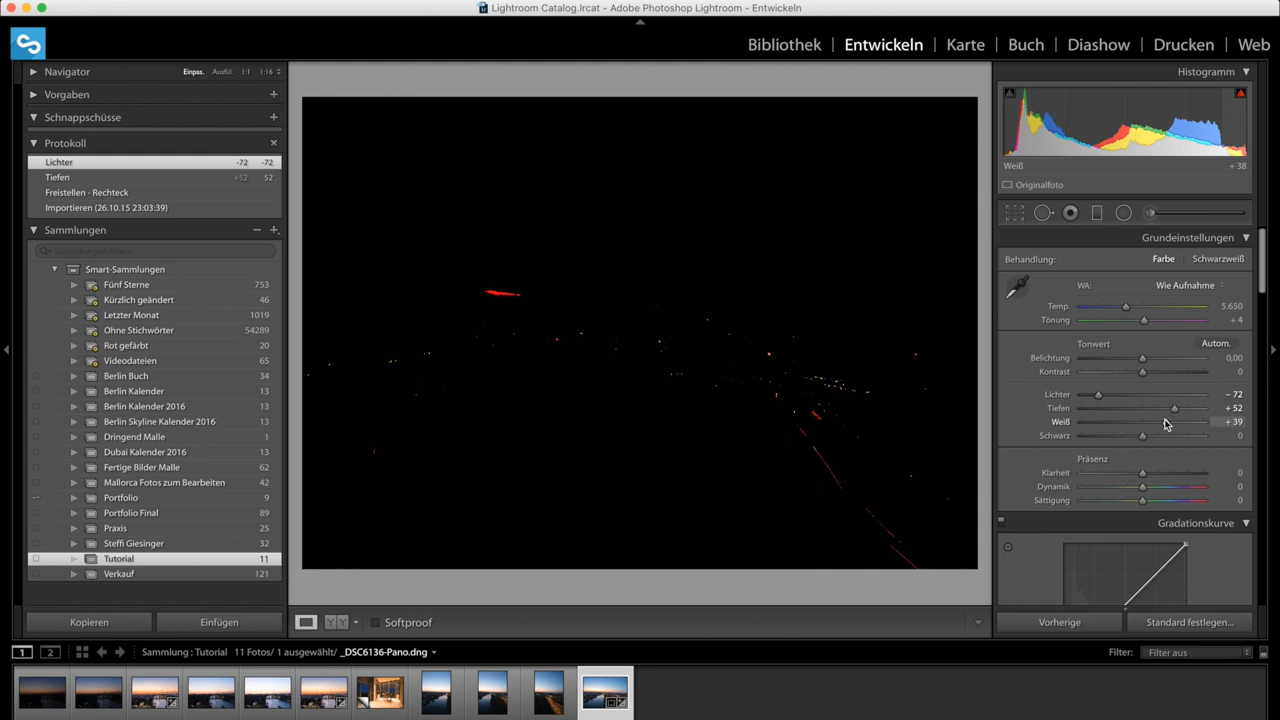 Lightroom Catalog.lrcat - Adobe Photoshop Lightroom - Entwickeln
Bibliothek | Entwickeln | Karte | Buch | Diashow | Drucken | Web
Navigator Einpas. Ausfül. 1:1 1:16
Vorgaben
Schnappschüsse
Protokoll
Lichter -72 -72
Tiefen +52 52
Freistellen - Rechteck
Importieren (26.10.15 23:03:39)
Sammlungen
Sammlungen filtern
Smart-Sammlungen
Fünf Sterne 753
Kürzlich geändert 46
Letzter Monat 1019
Ohne Stichwörter 54289
Rot gefärbt 20
Videodateien 65
Berlin Buch 34
Berlin Kalender 13
Berlin Kalender 2016 13
Berlin Skyline Kalender 2016 13
Dringend Malle 1
Dubai Kalender 2016 6
Fertige Bilder Malle 62
Mallorca Fotos zum Bearbeiten 6
Portfolio 9
Portfolio Final 89
Praxis 25
Steffi Giesinger 32
Tutorial 11
Verkauf 121
Kopieren Einfügen
YY Softproof
Histogramm
Weiß + 38
Originalfoto
Grundeinstellungen
Behandlung: Farbe Schwarzweiß
WA: Wie Aufnahme
Temp. 5.650
Tönung + 4
Tonwert Autom.
Belichtung 0,00
Kontrast 0
Lichter − 72
Tiefen + 52
Weiß + 39
Schwarz 0
Präsenz
Klarheit 0
Dynamik 0
Sättigung 0
Gradationskurve
Vorherige Standard festlegen...
1 2 Sammlung : Tutorial 11 Fotos/ 1 ausgewählt/ _DSC6136-Pano.dng Filter: Filter aus